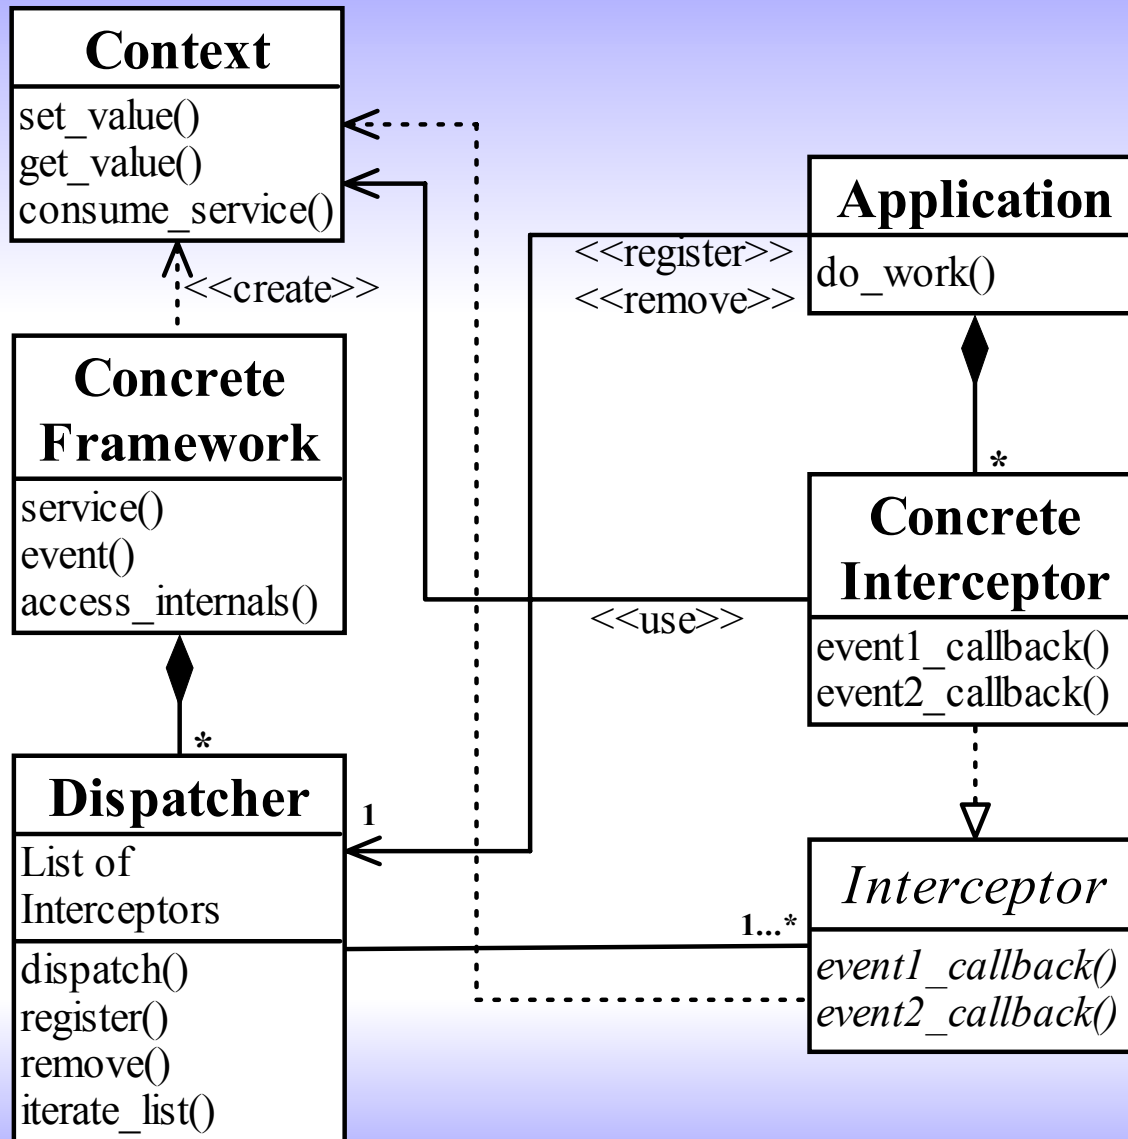 Context
set_value()
get_value()
consume_service()
<<create>>
Concrete
Framework
service()
event()
access_internals()
*
Dispatcher
List of
Interceptors
dispatch()
register()
remove()
iterate_list()
1
<<register>>
<<remove>>
<<use>>
1...*
Application
do_work()
*
Concrete
Interceptor
event1_callback()
event2_callback()
Interceptor
event1_callback()
event2_callback()